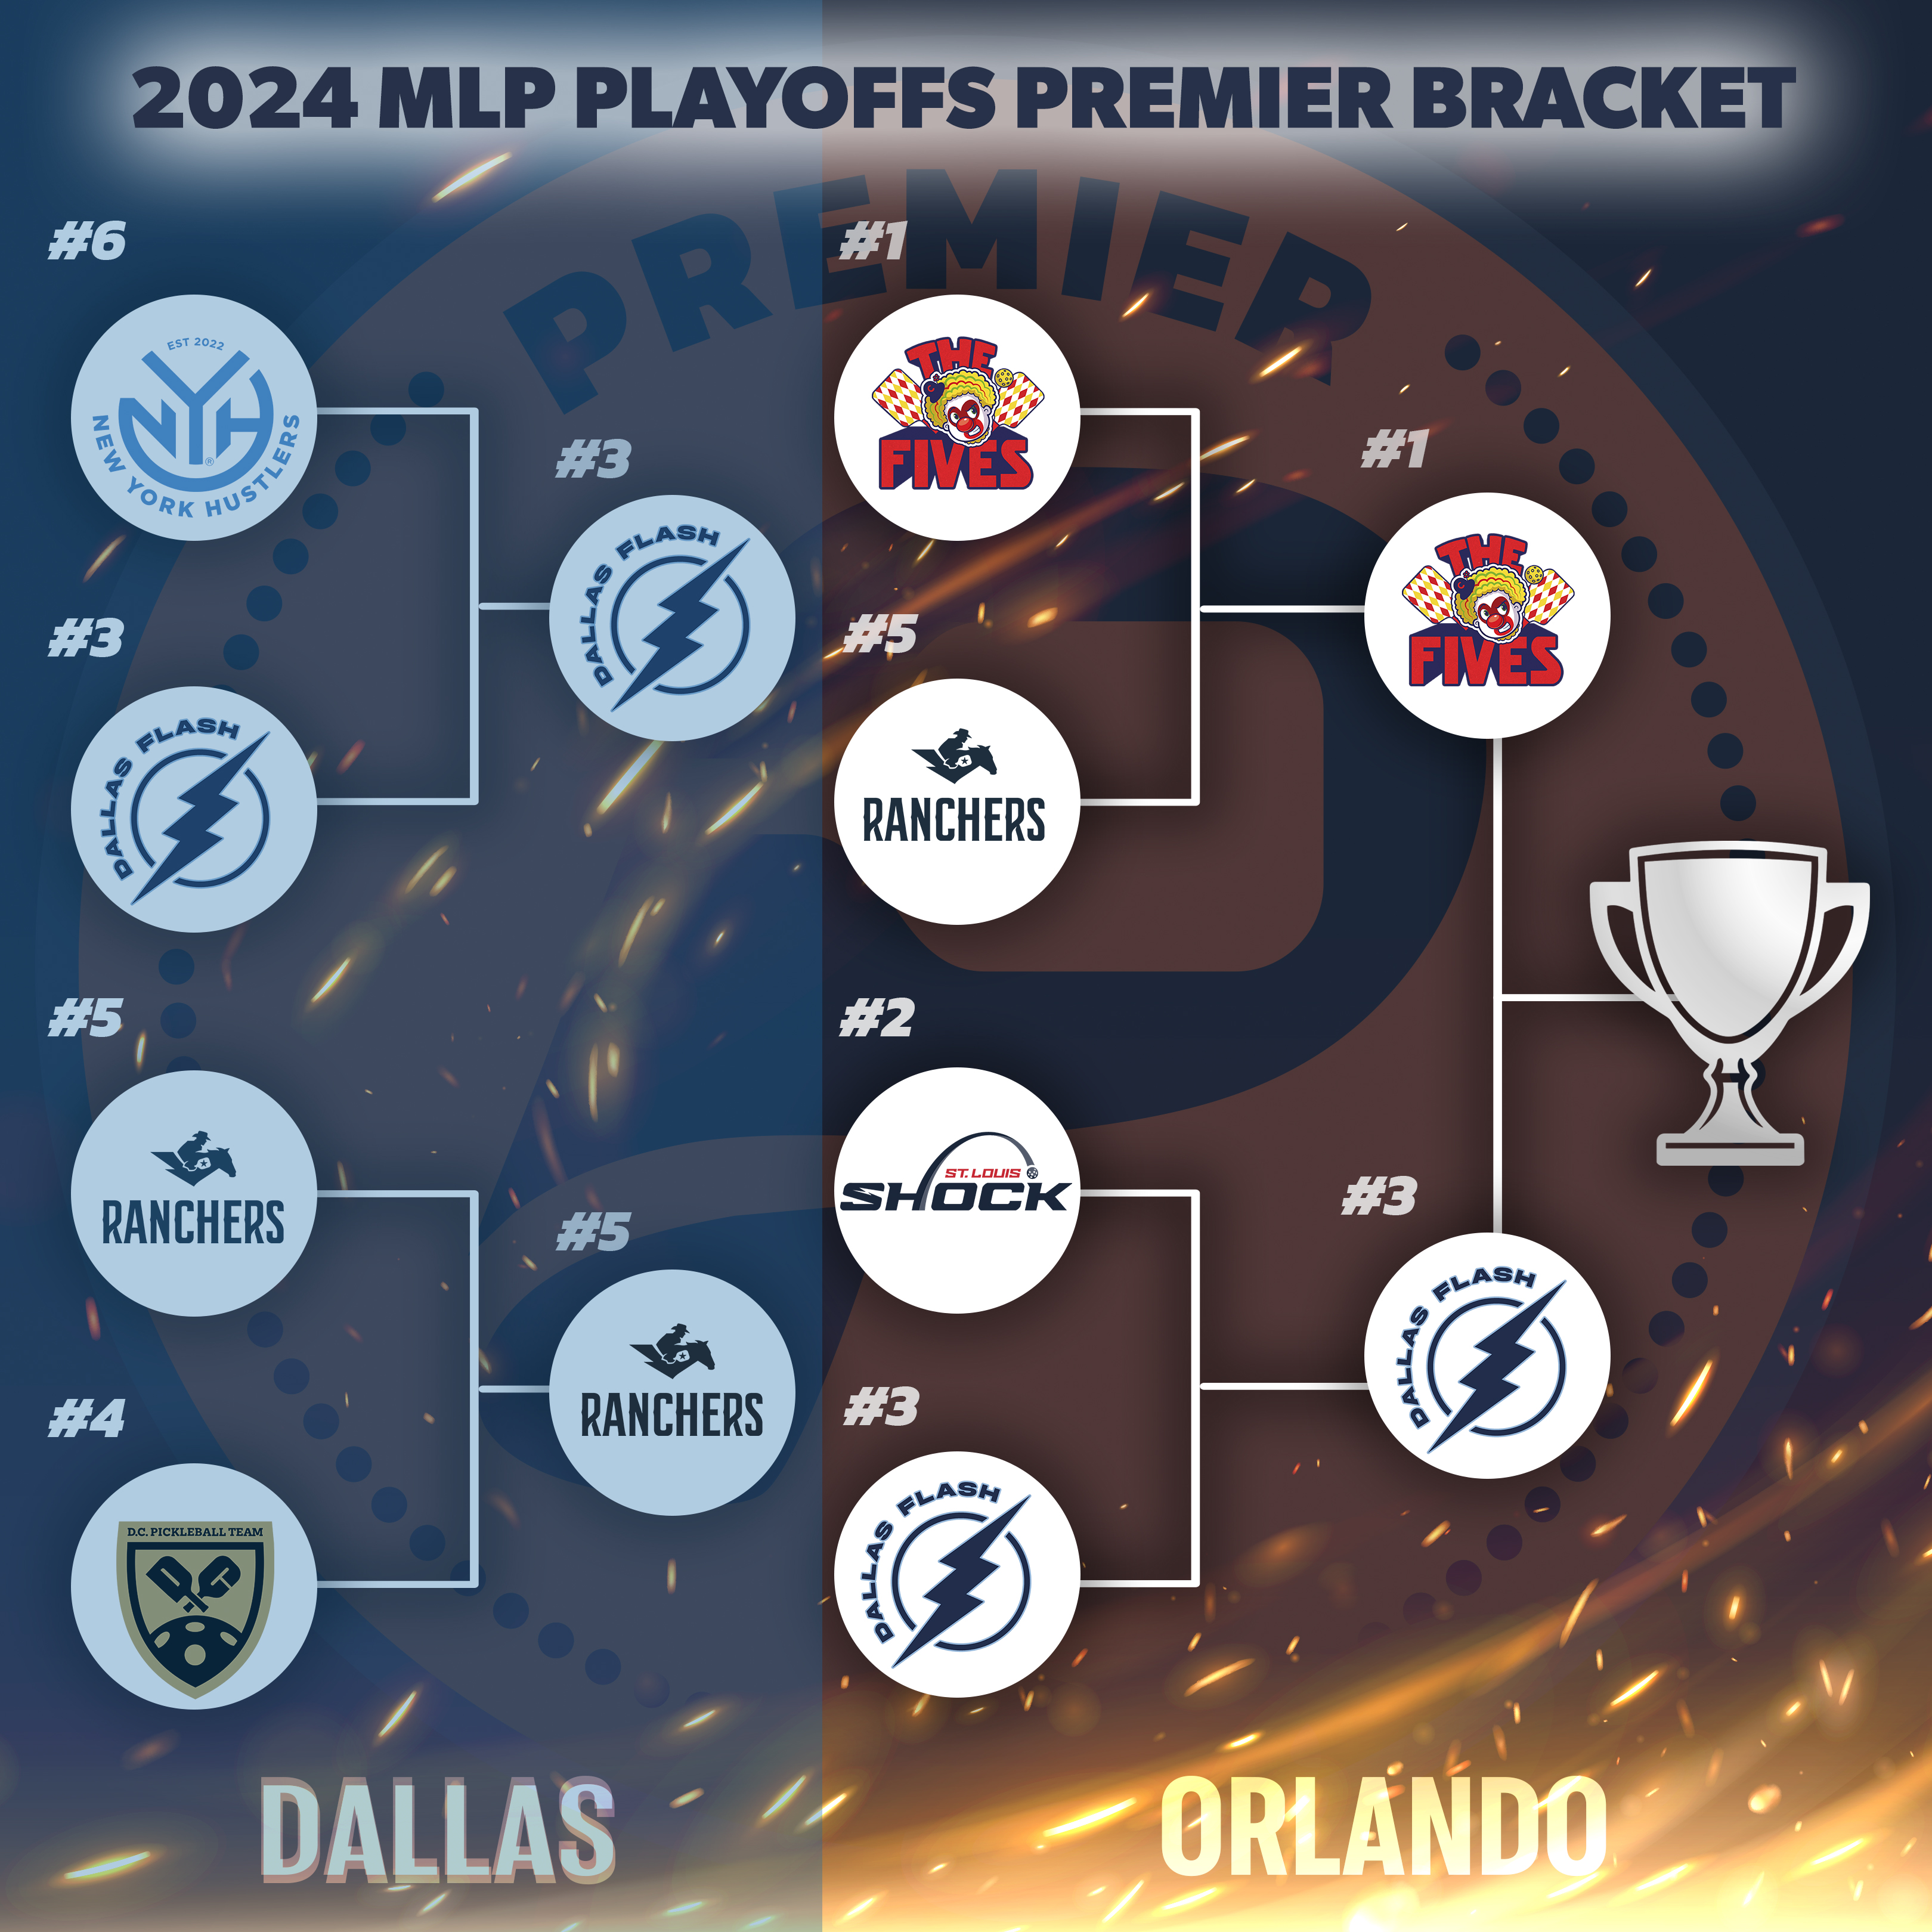 2024 MLP PLAYOFFS PREMIER BRACKET
PREMIER
#6
EST 2022
NYH
®
NEW YORK HUSTLERS
#3
DALLAS FLASH
#3
DALLAS FLASH
#5
RANCHERS
#4
D.C. PICKLEBALL TEAM
DC
#5
RANCHERS
DALLAS
#1
THE
FIVES
#5
RANCHERS
#1
THE
FIVES
#2
ST. LOUIS
SHOCK
#3
DALLAS FLASH
#3
DALLAS FLASH
ORLANDO